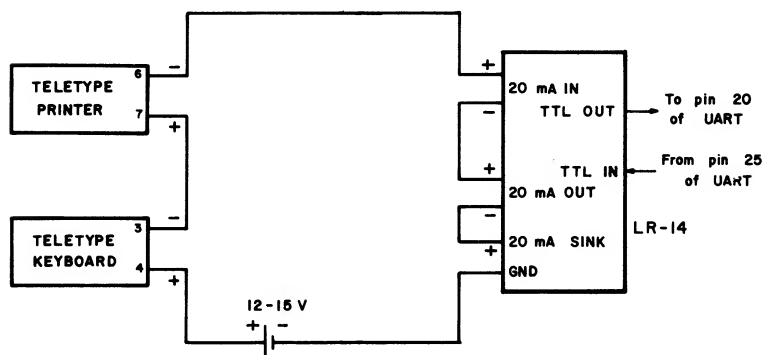 TELETYPE
PRINTER
6
−
7
+
TELETYPE
KEYBOARD
3
−
4
+
12-15 V
+ −
+
20 mA IN
−
TTL OUT
To pin 20
of UART
TTL IN
From pin 25
of UART
+
20 mA OUT
−
20 mA SINK
+
GND
LR-14